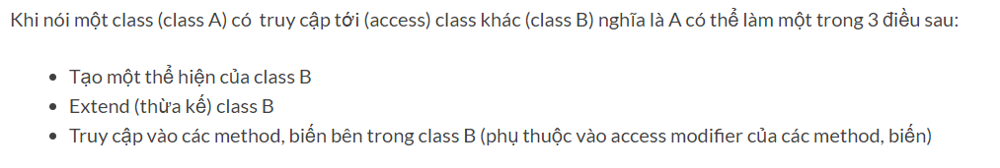 Khi nói một class (class A) có  truy cập tới (access) class khác (class B) nghĩa là A có thể làm một trong 3 điều sau:
• Tạo một thể hiện của class B
• Extend (thừa kế) class B
• Truy cập vào các method, biến bên trong class B (phụ thuộc vào access modifier của các method, biến)